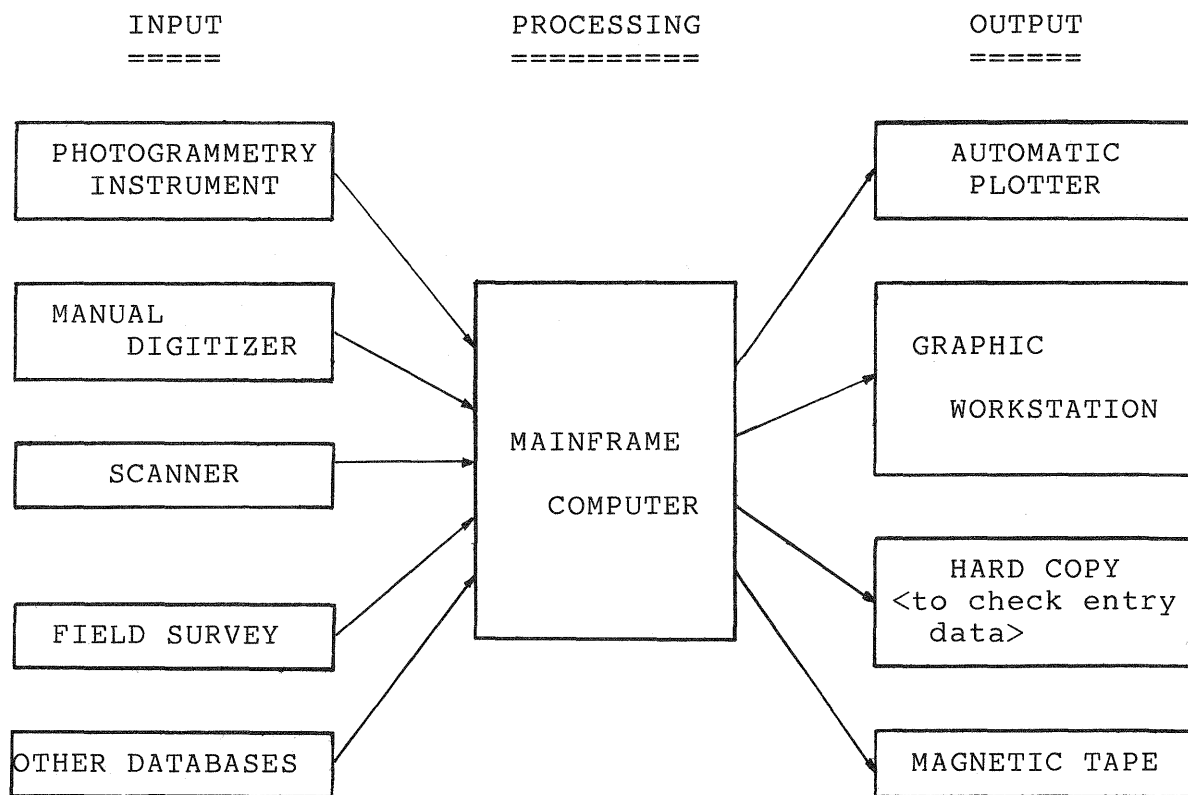 INPUT
=====
PROCESSING
==========
OUTPUT
======
PHOTOGRAMMETRY
INSTRUMENT
MANUAL
DIGITIZER
SCANNER
FIELD SURVEY
OTHER DATABASES
MAINFRAME
COMPUTER
AUTOMATIC
PLOTTER
GRAPHIC
WORKSTATION
HARD COPY
<to check entry
data>
MAGNETIC TAPE